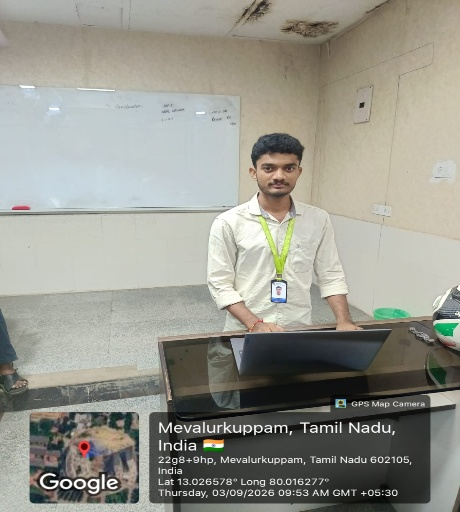 GPS Map Camera
Mevalurkuppam, Tamil Nadu,
India
22g8+9hp, Mevalurkuppam, Tamil Nadu 602105,
India
Lat 13.026578° Long 80.016277°
Thursday, 03/09/2026 09:53 AM GMT +05:30
Google